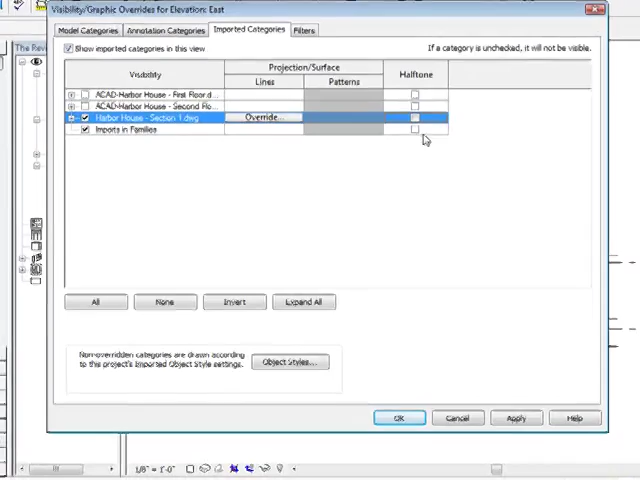 Visibility/Graphic Overrides for Elevation: East
Model Categories
Annotation Categories
Imported Categories
Filters
Show imported categories in this view
If a category is unchecked, it will not be visible.
Visibility
Projection/Surface
Lines
Patterns
Halftone
ACAD-Harbor House - First Floor.d...
ACAD-Harbor House - Second Flo...
Harbor House - Section 1.dwg
Override...
Imports in Families
All
None
Invert
Expand All
Non-overridden categories are drawn according
to this project's Imported Object Style settings.
Object Styles...
OK
Cancel
Apply
Help
The Rev
1/8" = 1'-0"